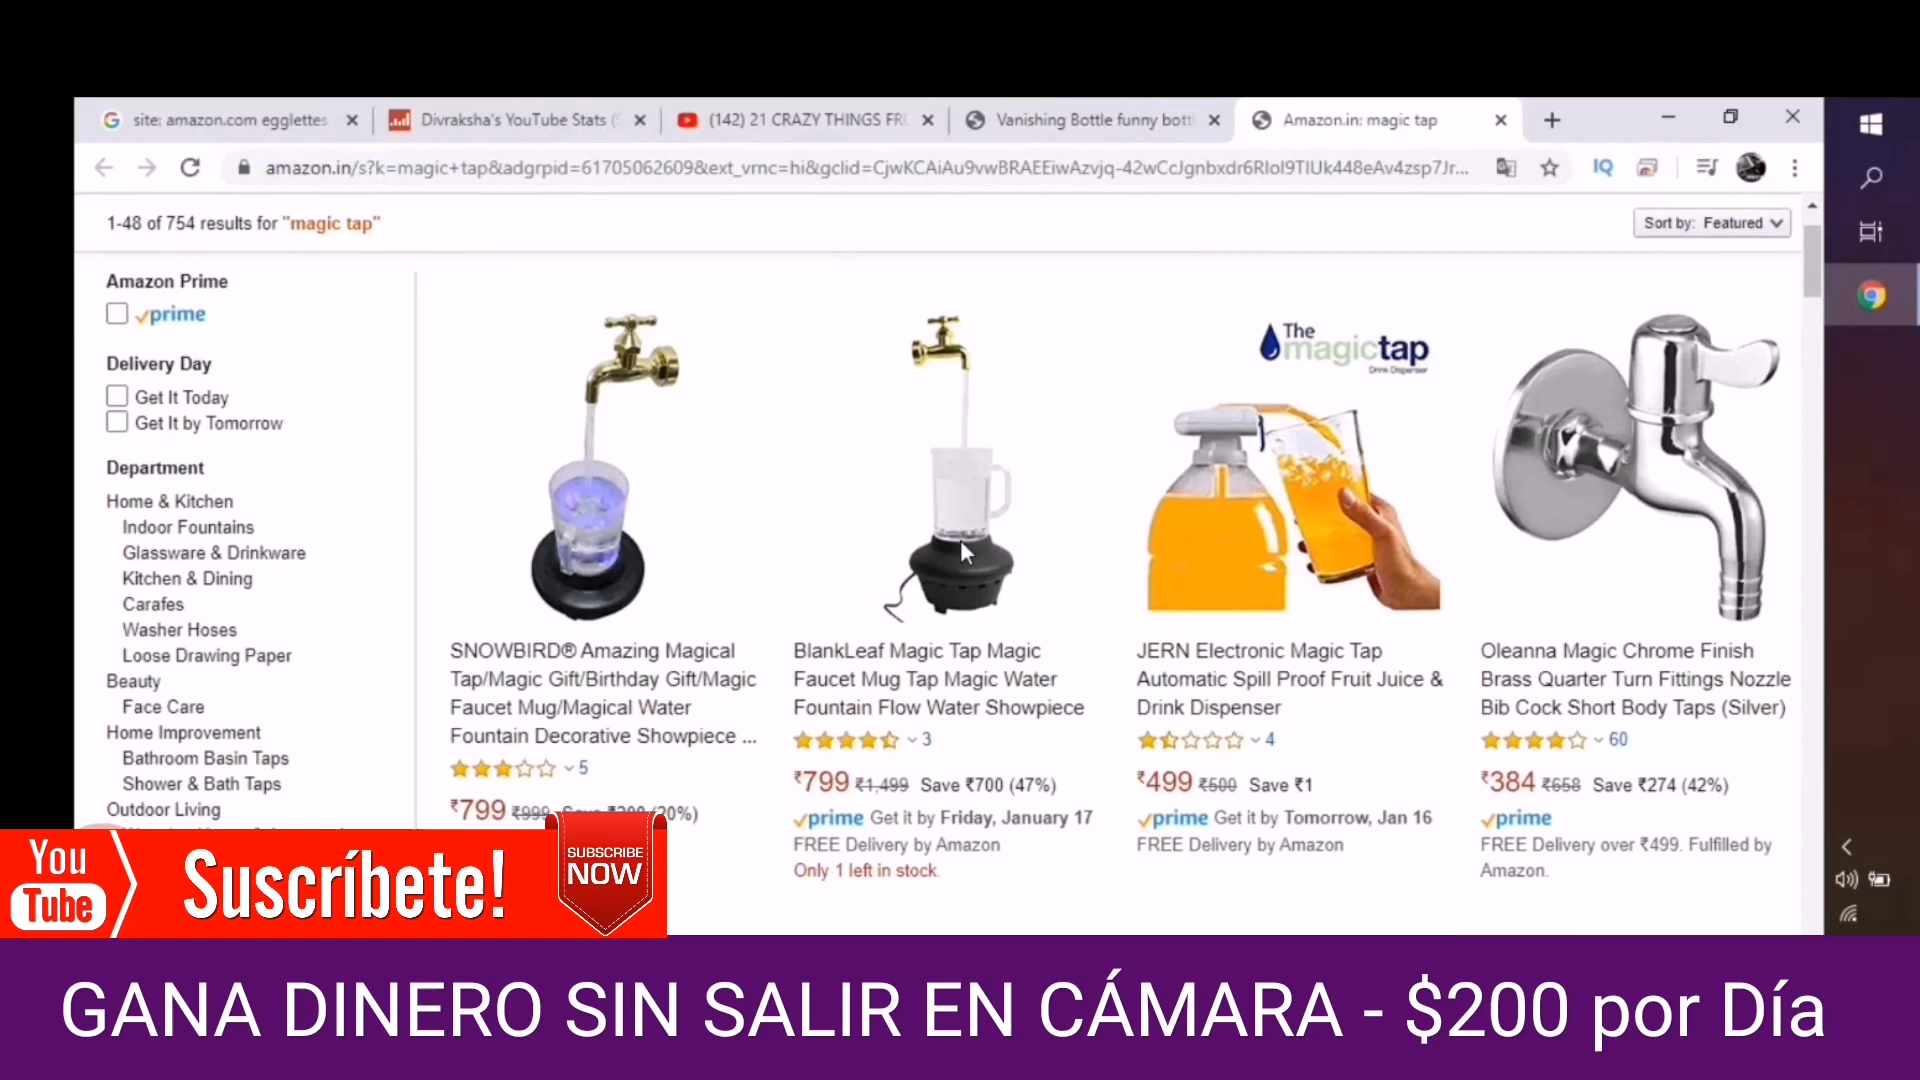 site: amazon.com egglettes
Divraksha's YouTube Stats (
(142) 21 CRAZY THINGS FR
Vanishing Bottle funny bott
Amazon.in: magic tap
amazon.in/s?k=magic+tap&adgrpid=61705062609&ext_vrnc=hi&gclid=CjwKCAiAu9vwBRAEEiwAzvjq-42wCcJgnbxdr6RIol9TlUk448eAv4zsp7Jr...
IQ
1-48 of 754 results for "magic tap"
Sort by: Featured
Amazon Prime
prime
Delivery Day
Get It Today
Get It by Tomorrow
Department
Home & Kitchen
Indoor Fountains
Glassware & Drinkware
Kitchen & Dining
Carafes
Washer Hoses
Loose Drawing Paper
Beauty
Face Care
Home Improvement
Bathroom Basin Taps
Shower & Bath Taps
Outdoor Living
SNOWBIRD® Amazing Magical
Tap/Magic Gift/Birthday Gift/Magic
Faucet Mug/Magical Water
Fountain Decorative Showpiece ...
5
₹799 ₹999 Save ₹200 (20%)
BlankLeaf Magic Tap Magic
Faucet Mug Tap Magic Water
Fountain Flow Water Showpiece
3
₹799 ₹1,499 Save ₹700 (47%)
prime Get it by Friday, January 17
FREE Delivery by Amazon
Only 1 left in stock.
The
magictap
Drink Dispenser
JERN Electronic Magic Tap
Automatic Spill Proof Fruit Juice &
Drink Dispenser
4
₹499 ₹500 Save ₹1
prime Get it by Tomorrow, Jan 16
FREE Delivery by Amazon
Oleanna Magic Chrome Finish
Brass Quarter Turn Fittings Nozzle
Bib Cock Short Body Taps (Silver)
60
₹384 ₹658 Save ₹274 (42%)
prime
FREE Delivery over ₹499. Fulfilled by
Amazon.
You
Tube
Suscríbete!
SUBSCRIBE
NOW
GANA DINERO SIN SALIR EN CÁMARA - $200 por Día